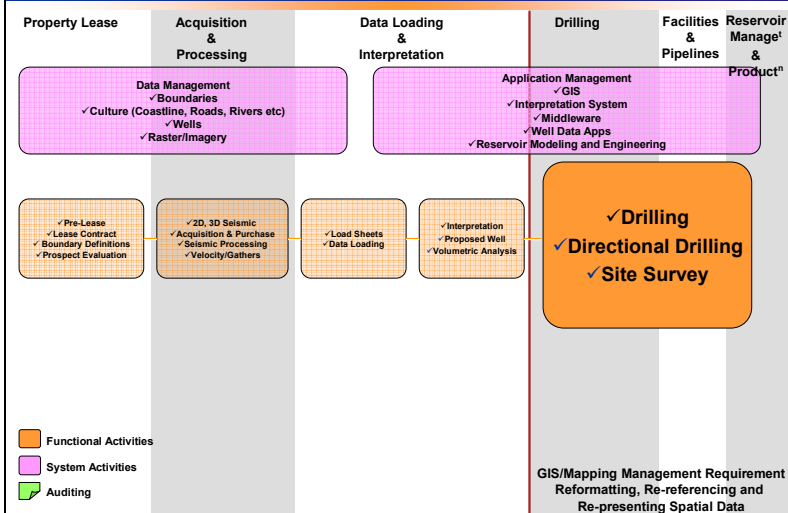 Property Lease
Acquisition
&
Processing
Data Loading
&
Interpretation
Drilling
Facilities
&
Pipelines
Reservoir
Manageᵗ
&
Productⁿ
Data Management
✓Boundaries
✓Culture (Coastline, Roads, Rivers etc)
✓Wells
✓Raster/Imagery
Application Management
✓GIS
✓Interpretation System
✓Middleware
✓Well Data Apps
✓Reservoir Modeling and Engineering
✓Pre-Lease
✓Lease Contract
✓Boundary Definitions
✓Prospect Evaluation
✓2D, 3D Seismic
✓Acquisition & Purchase
✓Seismic Processing
✓Velocity/Gathers
✓Load Sheets
✓Data Loading
✓Interpretation
✓Proposed Well
✓Volumetric Analysis
✓Drilling
✓Directional Drilling
✓Site Survey
Functional Activities
System Activities
Auditing
GIS/Mapping Management Requirement
Reformatting, Re-referencing and
Re-presenting Spatial Data